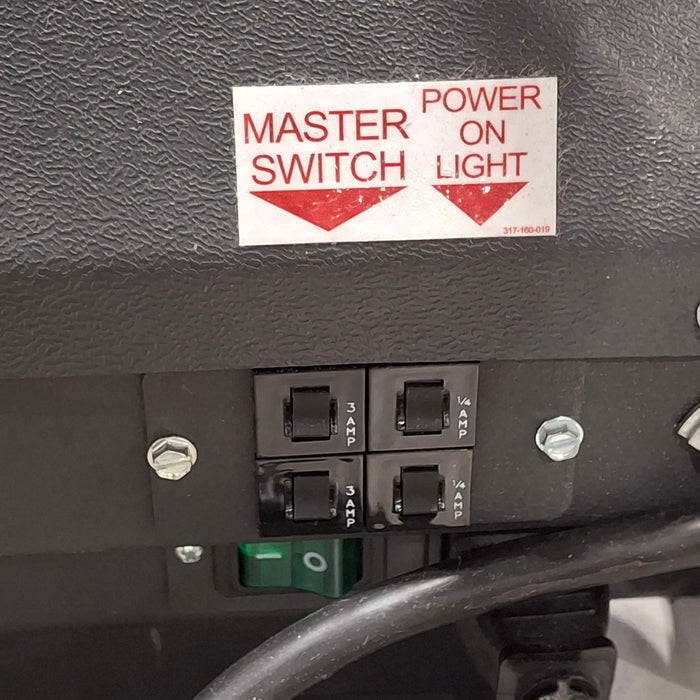 MASTER
SWITCH
POWER
ON
LIGHT
317-160-019
3 AMP
1/4 AMP
3 AMP
1/4 AMP